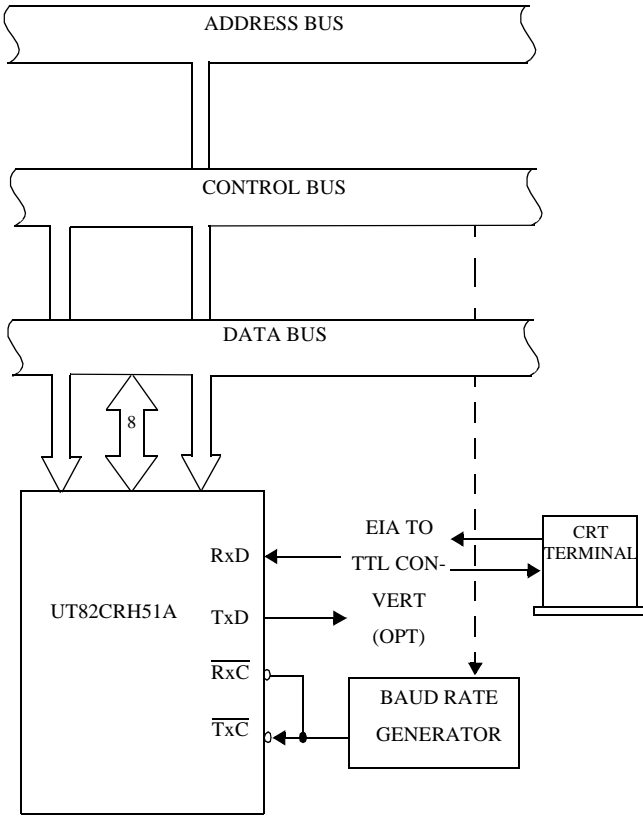 ADDRESS BUS
CONTROL BUS
DATA BUS
8
UT82CRH51A
RxD
TxD
RxC
TxC
EIA TO
TTL CON-
VERT
(OPT)
CRT
TERMINAL
BAUD RATE
GENERATOR